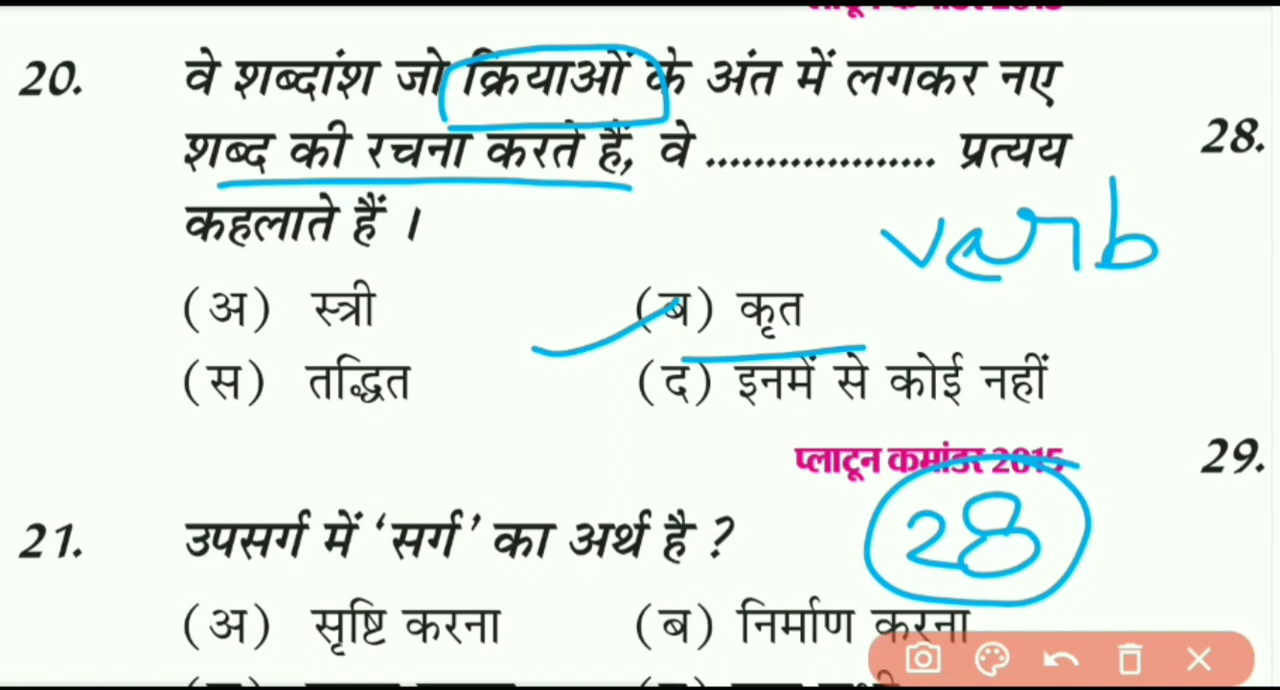 20. वे शब्दांश जो क्रियाओं के अंत में लगकर नए
शब्द की रचना करते हैं, वे ................... प्रत्यय
कहलाते हैं ।
varb
(अ) स्त्री (ब) कृत
(स) तद्धित (द) इनमें से कोई नहीं
प्लाटून कमांडर 2015
28
21. उपसर्ग में ‘सर्ग’ का अर्थ है ?
(अ) सृष्टि करना (ब) निर्माण करना
28.
29.